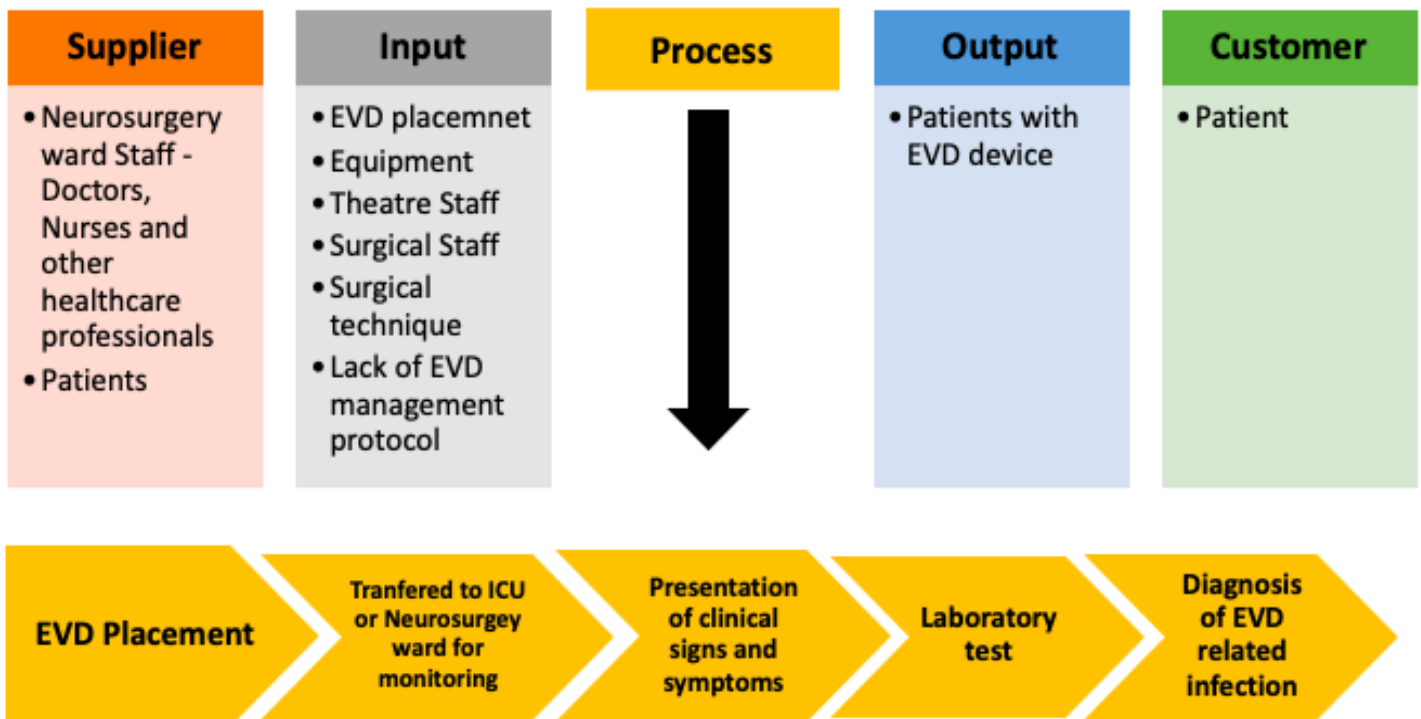 Supplier
• Neurosurgery
ward Staff -
Doctors,
Nurses and
other
healthcare
professionals
• Patients
Input
• EVD placemnet
• Equipment
• Theatre Staff
• Surgical Staff
• Surgical
technique
• Lack of EVD
management
protocol
Process
Output
• Patients with
EVD device
Customer
• Patient
EVD Placement
Tranfered to ICU
or Neurosurgey
ward for
monitoring
Presentation
of clinical
signs and
symptoms
Laboratory
test
Diagnosis
of EVD
related
infection